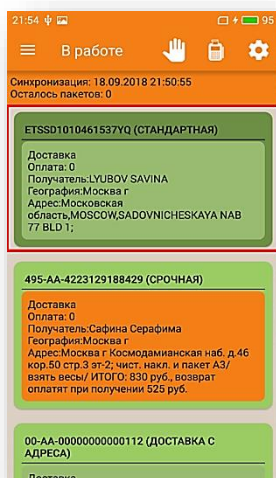 21:54 95
В работе
Синхронизация: 18.09.2018 21:50:55
Осталось пакетов: 0
ETSSD1010461537YQ (СТАНДАРТНАЯ)
Доставка
Оплата: 0
Получатель:LYUBOV SAVINA
География:Москва г
Адрес:Московская
область,MOSCOW,SADOVNICHESKAYA NAB
77 BLD 1;
495-АА-4223129188429 (СРОЧНАЯ)
Доставка
Оплата: 0
Получатель:Сафина Серафима
География:Москва г
Адрес:Москва г Космодамианская наб. д.46
кор.50 стр.3 эт-2; чист. накл. и пакет А3/
взять весы/ ИТОГО: 830 руб., возврат
оплатят при получении 525 руб.
00-АА-00000000000112 (ДОСТАВКА С
АДРЕСА)
Доставка